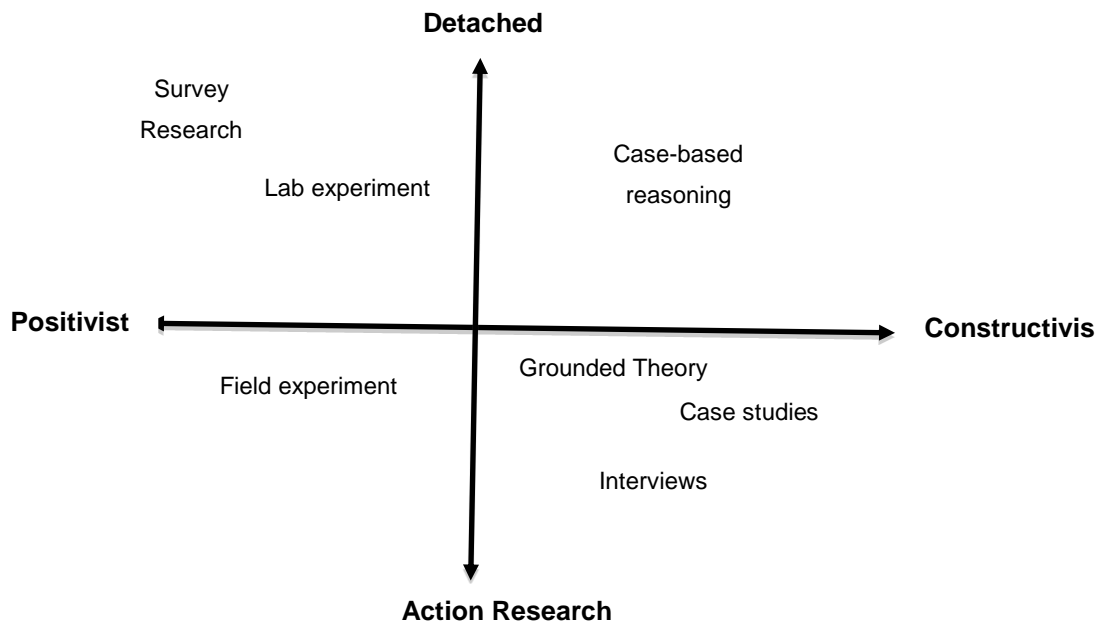 Detached
Survey
Research
Case-based
reasoning
Lab experiment
Positivist
Constructivis
Grounded Theory
Field experiment
Case studies
Interviews
Action Research